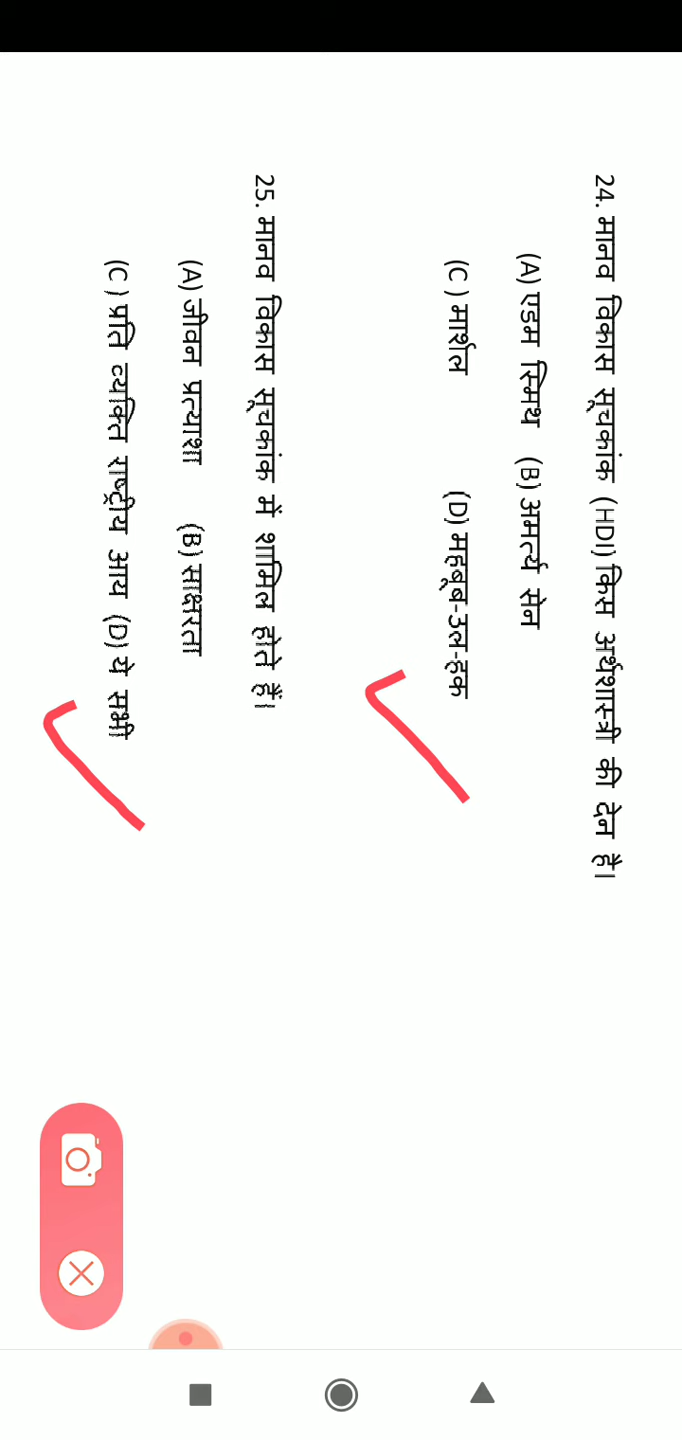 24. मानव विकास सूचकांक (HDI) किस अर्थशास्त्री की देन है।
(A) एडम स्मिथ (B) अमर्त्य सेन
(C ) मार्शल (D) महबूब-उल-हक
25. मानव विकास सूचकांक में शामिल होते हैं।
(A) जीवन प्रत्याशा (B) साक्षरता
(C ) प्रति व्यक्ति राष्ट्रीय आय (D) ये सभी